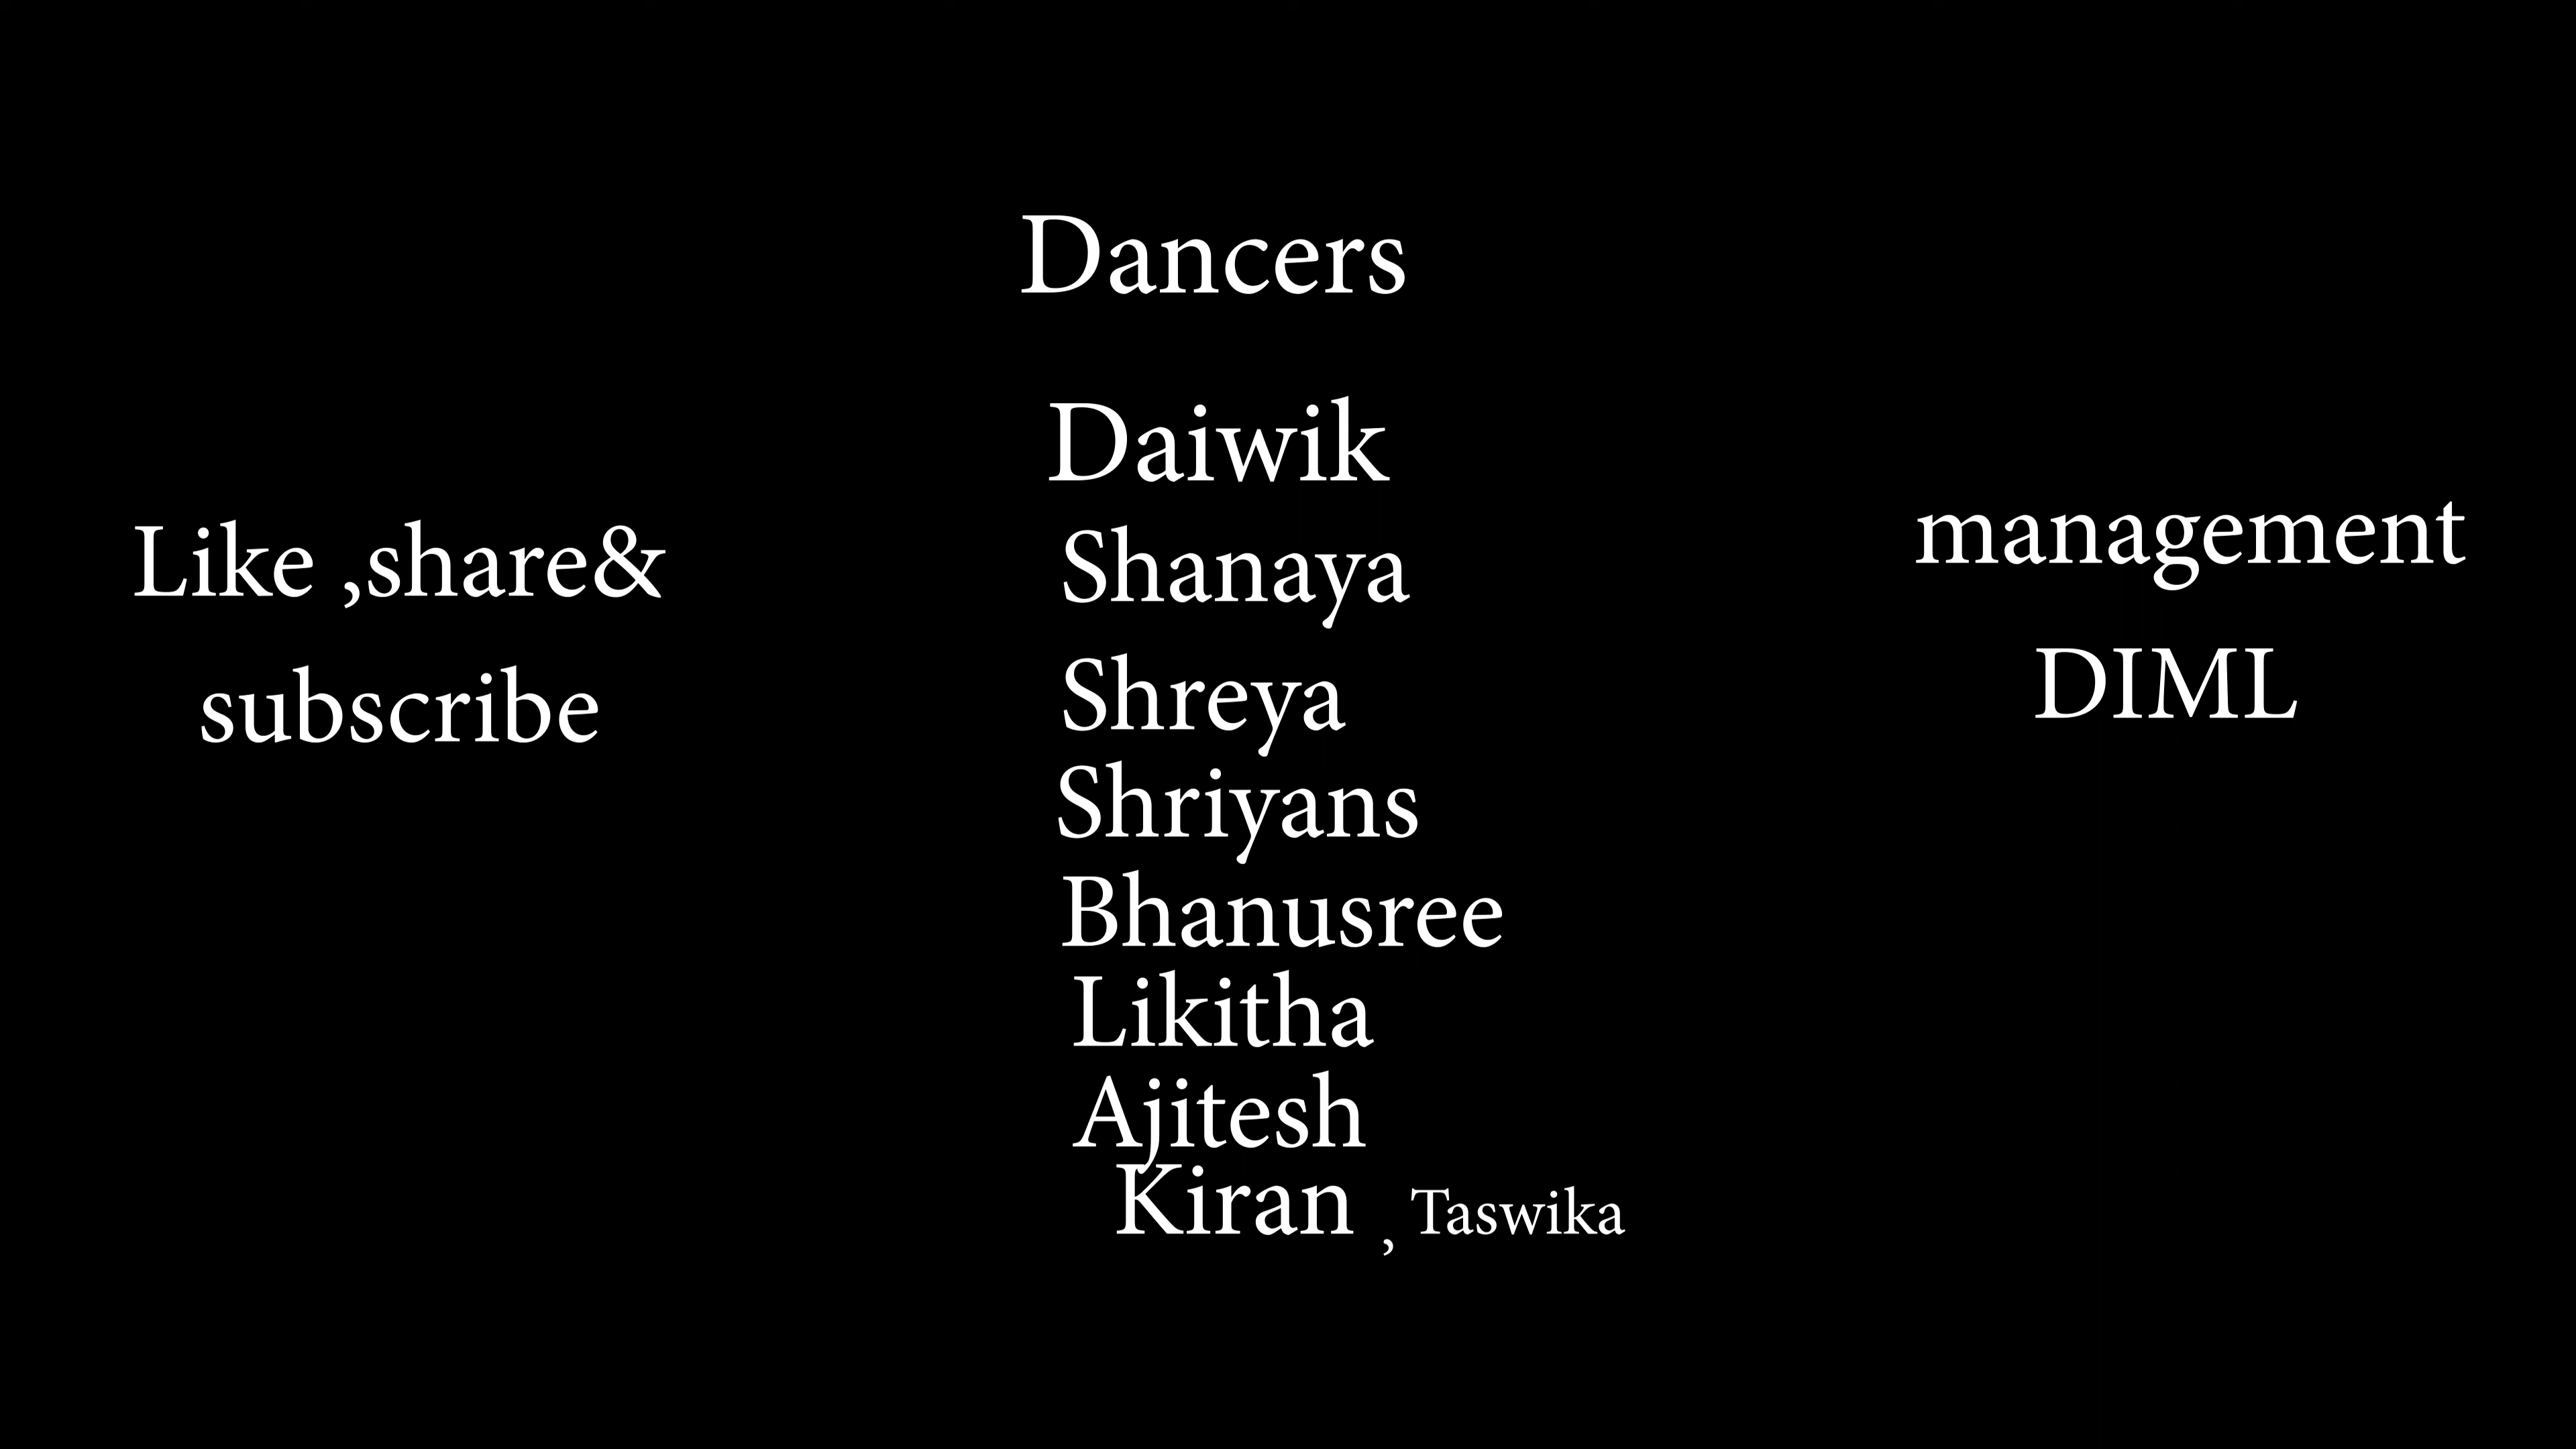 Dancers
Daiwik
Shanaya
Shreya
Shriyans
Bhanusree
Likitha
Ajitesh
Kiran , Taswika
Like ,share&
subscribe
management
DIML